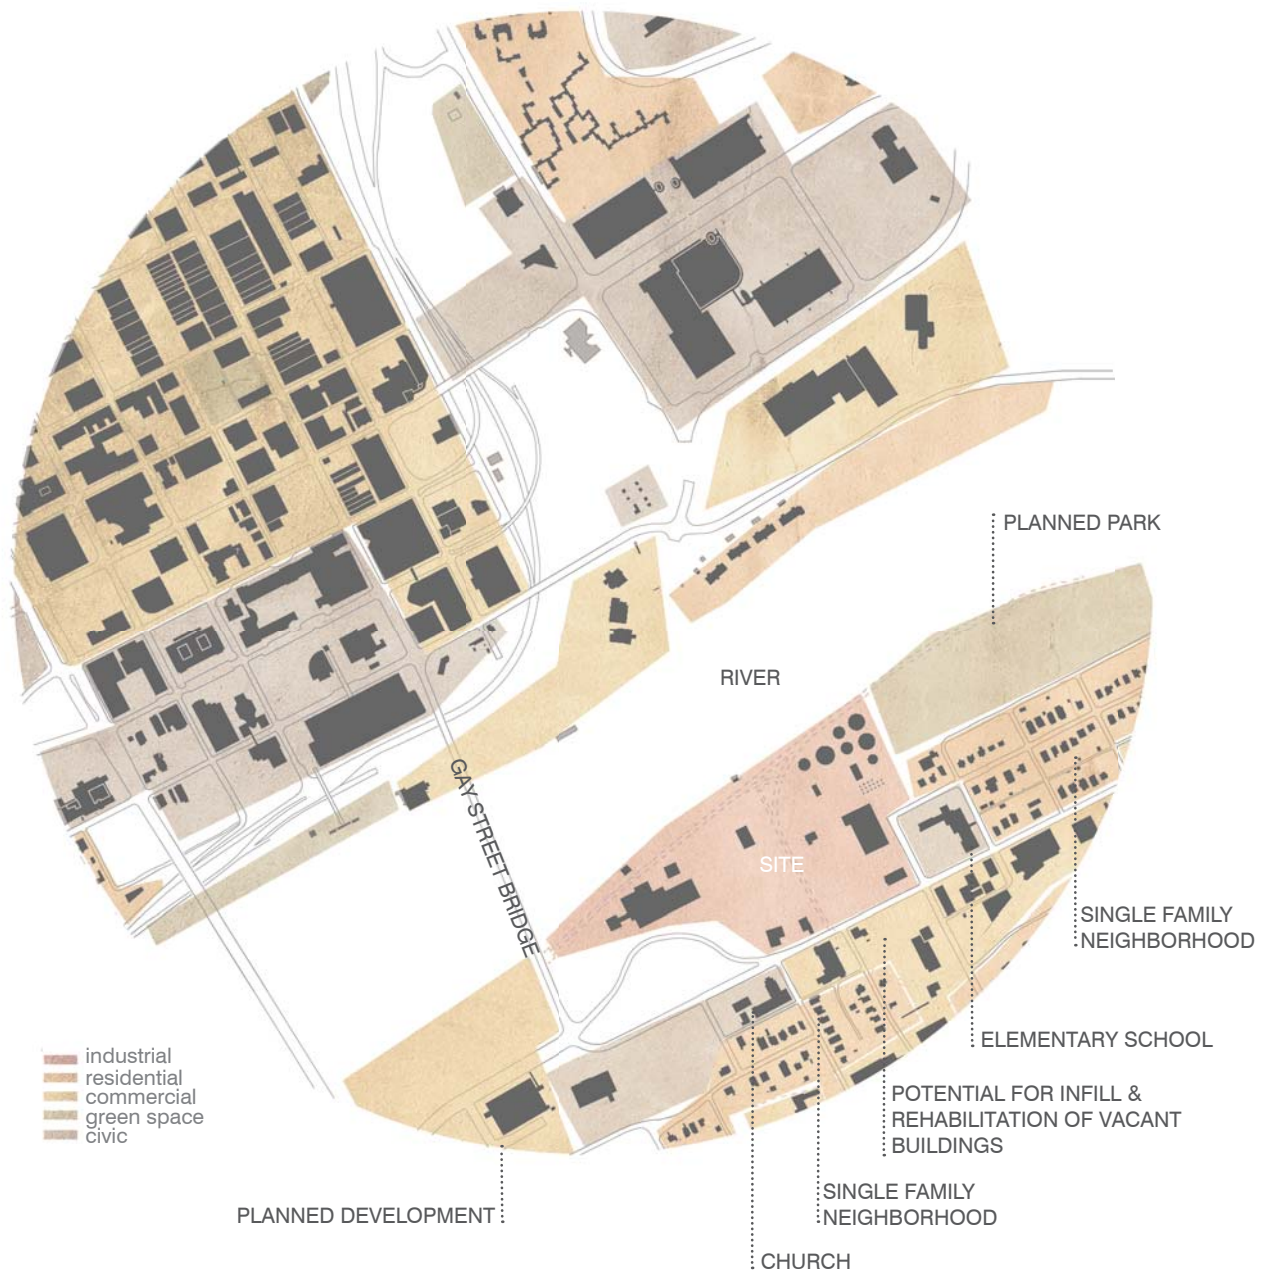 PLANNED PARK
RIVER
GAY STREET BRIDGE
SITE
SINGLE FAMILY
NEIGHBORHOOD
ELEMENTARY SCHOOL
industrial
residential
commercial
green space
civic
POTENTIAL FOR INFILL &
REHABILITATION OF VACANT
BUILDINGS
SINGLE FAMILY
NEIGHBORHOOD
PLANNED DEVELOPMENT
CHURCH